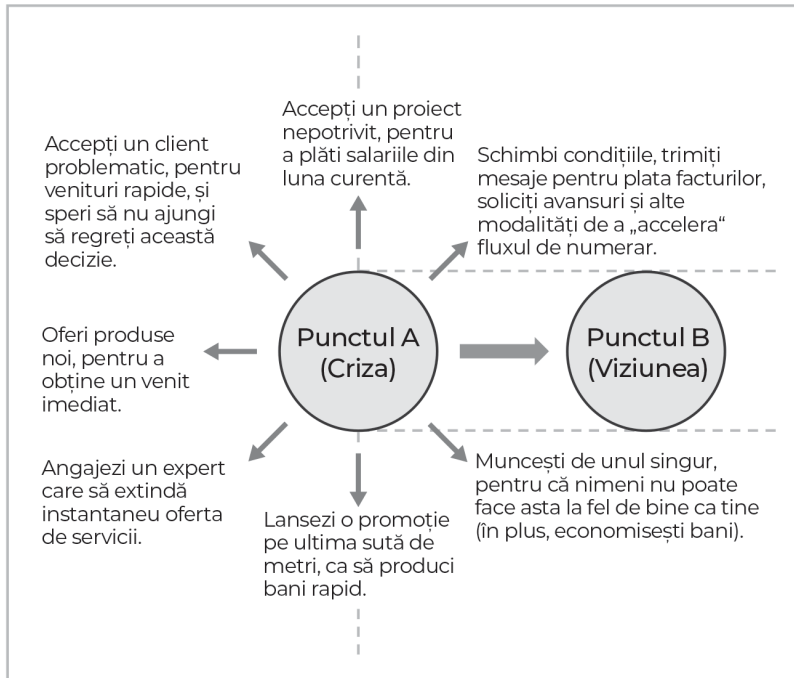 Accepți un client
problematic, pentru
venituri rapide, și
speri să nu ajungi
să regreți această
decizie.
Accepți un proiect
nepotrivit, pentru
a plăti salariile din
luna curentă.
Schimbi condițiile, trimiți
mesaje pentru plata facturilor,
soliciți avansuri și alte
modalități de a „accelera“
fluxul de numerar.
Oferi produse
noi, pentru a
obține un venit
imediat.
Punctul A
(Criza)
Punctul B
(Viziunea)
Angajezi un expert
care să extindă
instantaneu oferta
de servicii.
Lansezi o promoție
pe ultima sută de
metri, ca să produci
bani rapid.
Muncești de unul singur,
pentru că nimeni nu poate
face asta la fel de bine ca tine
(în plus, economisești bani).